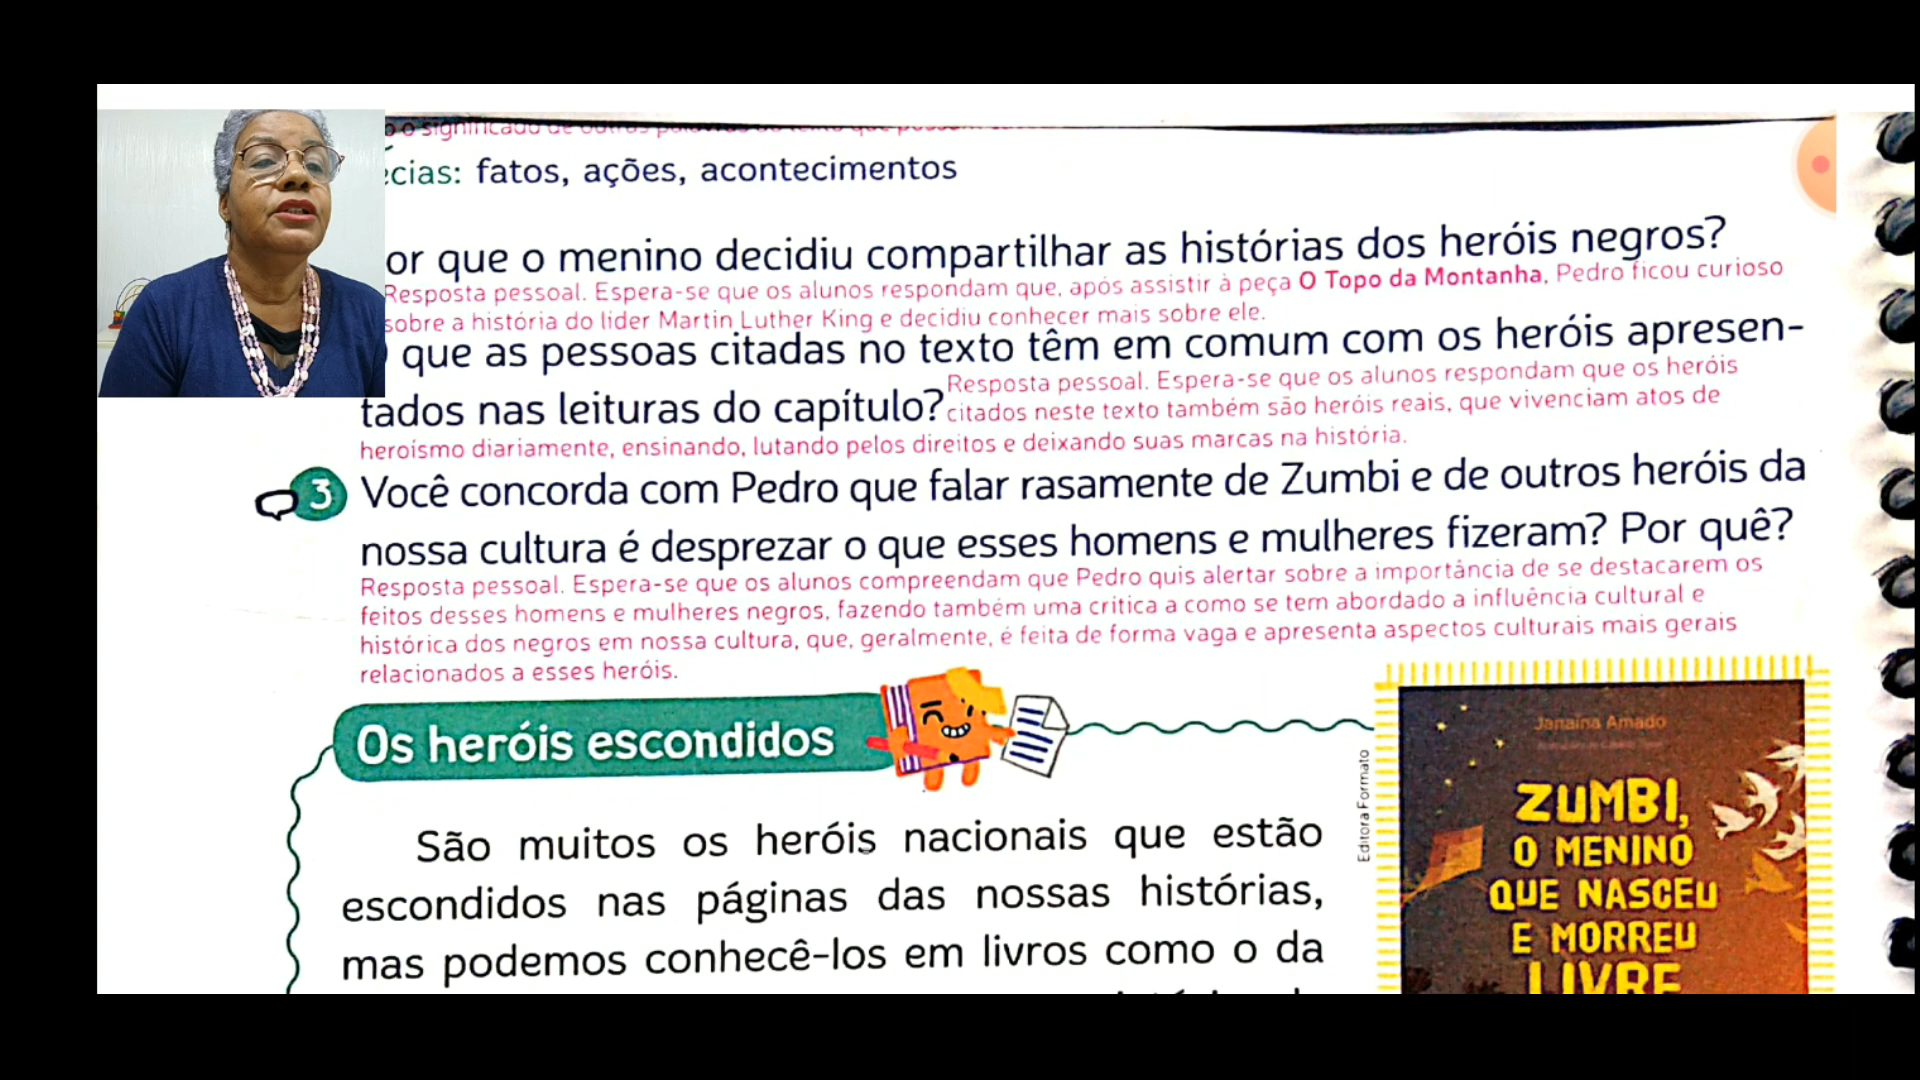 o significado de outras palavras do texto que possam
écias: fatos, ações, acontecimentos
or que o menino decidiu compartilhar as histórias dos heróis negros?
Resposta pessoal. Espera-se que os alunos respondam que, após assistir à peça O Topo da Montanha, Pedro ficou curioso
sobre a história do líder Martin Luther King e decidiu conhecer mais sobre ele.
que as pessoas citadas no texto têm em comum com os heróis apresen-
tados nas leituras do capítulo? Resposta pessoal. Espera-se que os alunos respondam que os heróis
citados neste texto também são heróis reais, que vivenciam atos de
heroísmo diariamente, ensinando, lutando pelos direitos e deixando suas marcas na história.
3 Você concorda com Pedro que falar rasamente de Zumbi e de outros heróis da
nossa cultura é desprezar o que esses homens e mulheres fizeram? Por quê?
Resposta pessoal. Espera-se que os alunos compreendam que Pedro quis alertar sobre a importância de se destacarem os
feitos desses homens e mulheres negros, fazendo também uma crítica a como se tem abordado a influência cultural e
histórica dos negros em nossa cultura, que, geralmente, é feita de forma vaga e apresenta aspectos culturais mais gerais
relacionados a esses heróis.
Os heróis escondidos
São muitos os heróis nacionais que estão
escondidos nas páginas das nossas histórias,
mas podemos conhecê-los em livros como o da
Editora Formato
Janaína Amado
ZUMBI,
O MENINO
QUE NASCEU
E MORREU
LIVRE